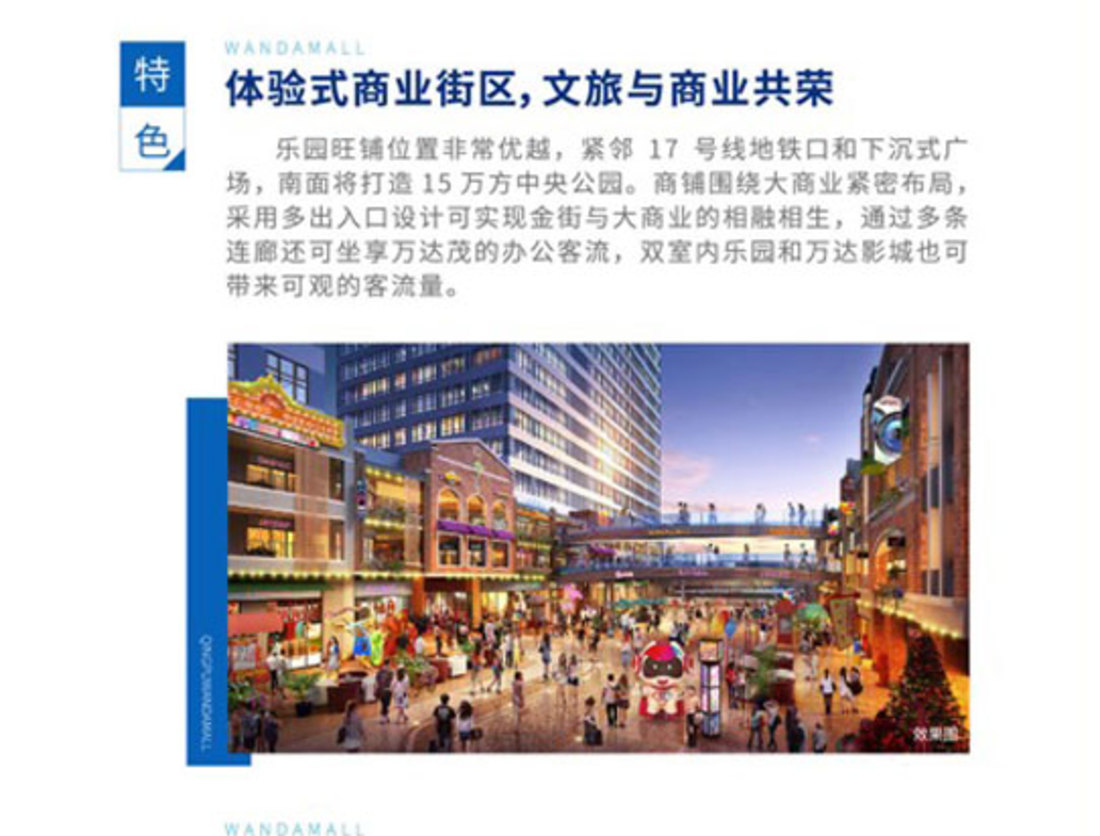 特
色
WANDAMALL
体验式商业街区，文旅与商业共荣
乐园旺铺位置非常优越，紧邻 17 号线地铁口和下沉式广
场，南面将打造 15 万方中央公园。商铺围绕大商业紧密布局，
采用多出入口设计可实现金街与大商业的相融相生，通过多条
连廊还可坐享万达茂的办公客流，双室内乐园和万达影城也可
带来可观的客流量。
QINGPUWANDAMALL
效果图
WANDAMALL